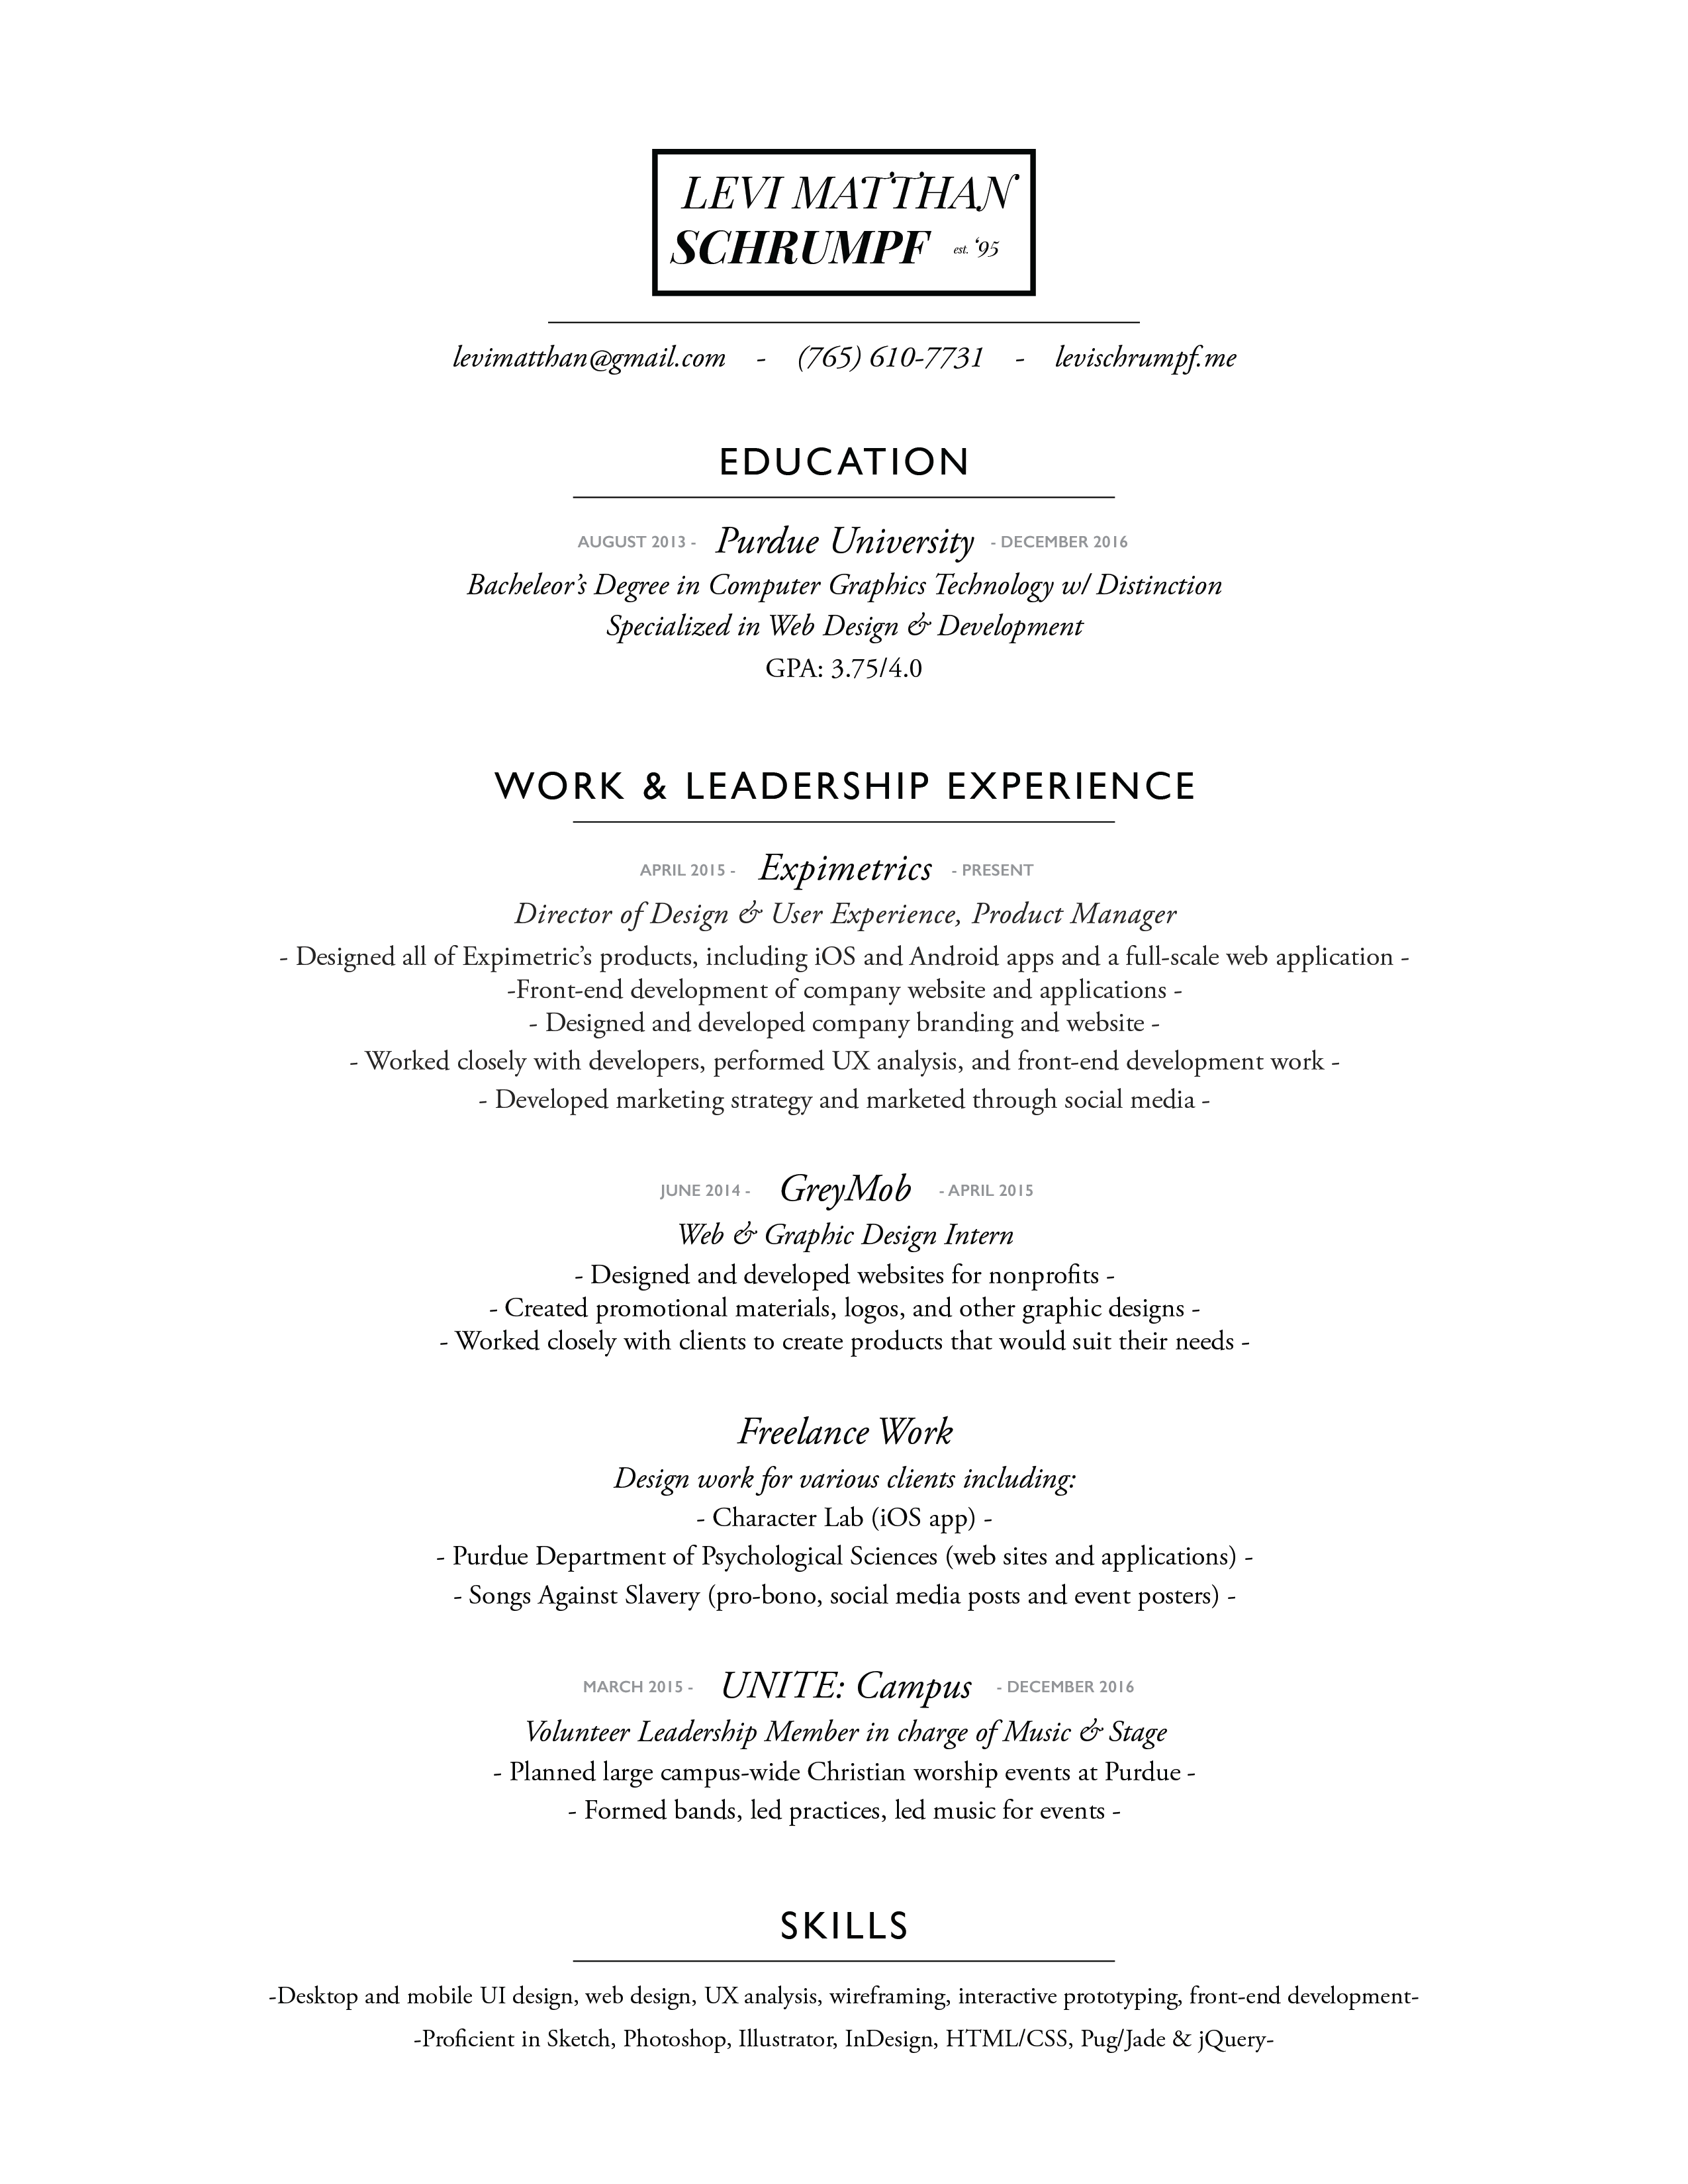 LEVI MATTHAN
SCHRUMPF est. ‘95
levimatthan@gmail.com - (765) 610-7731 - levischrumpf.me
EDUCATION
AUGUST 2013 - Purdue University - DECEMBER 2016
Bacheleor’s Degree in Computer Graphics Technology w/ Distinction
Specialized in Web Design & Development
GPA: 3.75/4.0
WORK & LEADERSHIP EXPERIENCE
APRIL 2015 - Expimetrics - PRESENT
Director of Design & User Experience, Product Manager
- Designed all of Expimetric’s products, including iOS and Android apps and a full-scale web application -
-Front-end development of company website and applications -
- Designed and developed company branding and website -
- Worked closely with developers, performed UX analysis, and front-end development work -
- Developed marketing strategy and marketed through social media -
JUNE 2014 - GreyMob - APRIL 2015
Web & Graphic Design Intern
- Designed and developed websites for nonprofits -
- Created promotional materials, logos, and other graphic designs -
- Worked closely with clients to create products that would suit their needs -
Freelance Work
Design work for various clients including:
- Character Lab (iOS app) -
- Purdue Department of Psychological Sciences (web sites and applications) -
- Songs Against Slavery (pro-bono, social media posts and event posters) -
MARCH 2015 - UNITE: Campus - DECEMBER 2016
Volunteer Leadership Member in charge of Music & Stage
- Planned large campus-wide Christian worship events at Purdue -
- Formed bands, led practices, led music for events -
SKILLS
-Desktop and mobile UI design, web design, UX analysis, wireframing, interactive prototyping, front-end development-
-Proficient in Sketch, Photoshop, Illustrator, InDesign, HTML/CSS, Pug/Jade & jQuery-